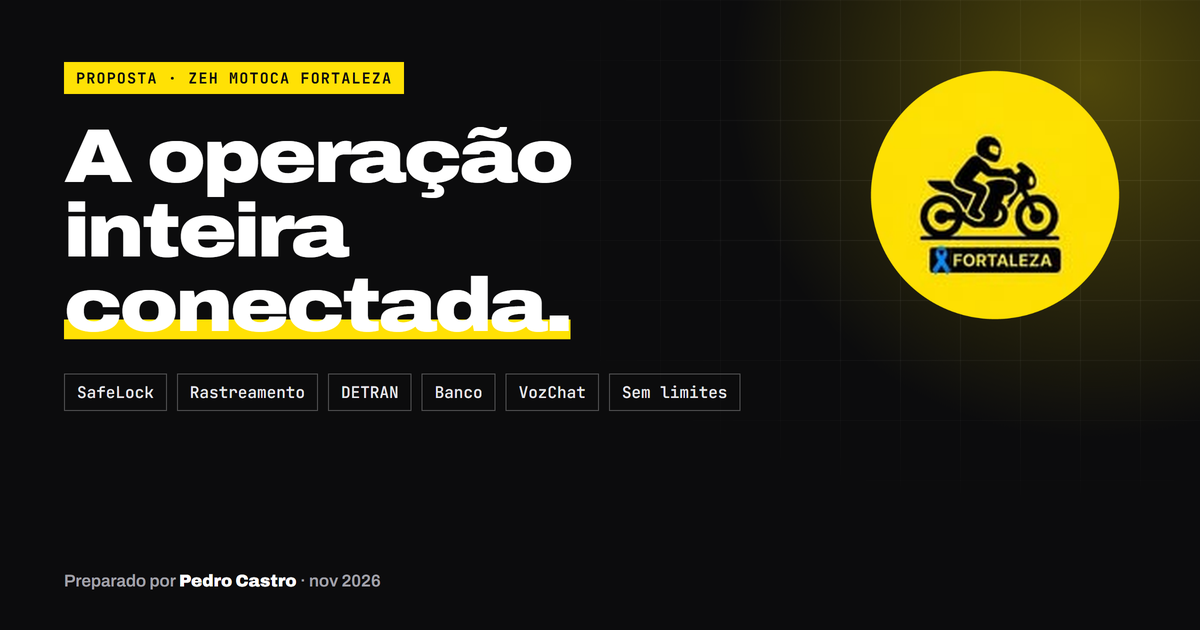 PROPOSTA · ZEH MOTOCA FORTALEZA
A operação
inteira
conectada.
FORTALEZA
SafeLock
Rastreamento
DETRAN
Banco
VozChat
Sem limites
Preparado por Pedro Castro · nov 2026